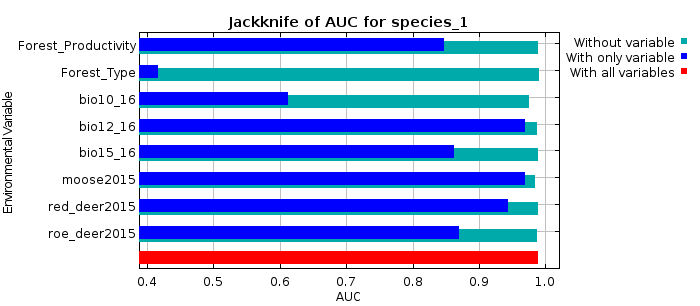 Jackknife of AUC for species_1
Environmental Variable
Forest_Productivity
Forest_Type
bio10_16
bio12_16
bio15_16
moose2015
red_deer2015
roe_deer2015
Without variable
With only variable
With all variables
0.4 0.5 0.6 0.7 0.8 0.9 1.0
AUC